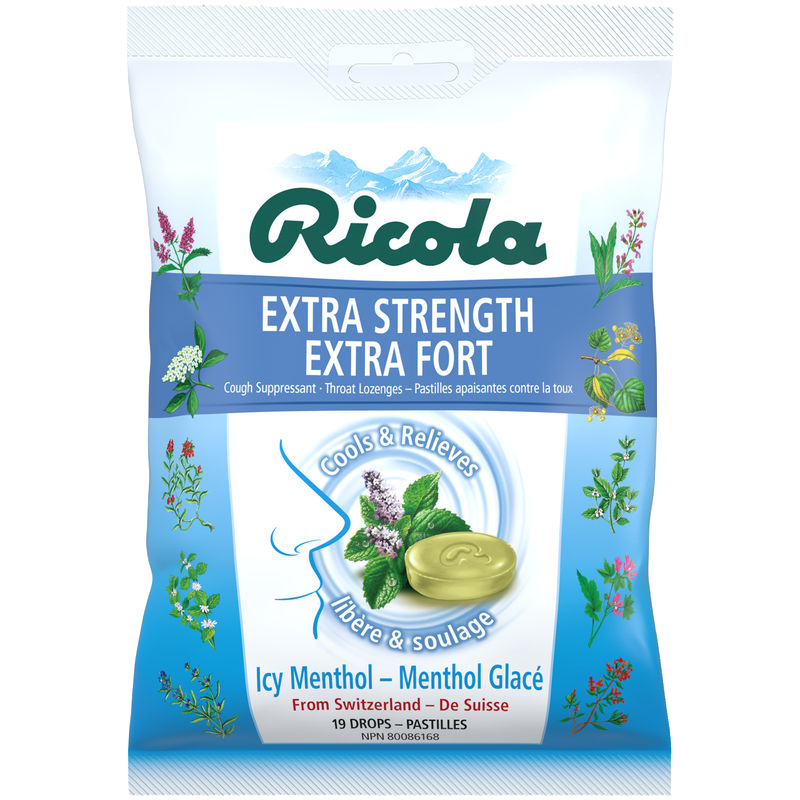 Ricola
EXTRA STRENGTH
EXTRA FORT
Cough Suppressant · Throat Lozenges – Pastilles apaisantes contre la toux
Cools & Relieves
libère & soulage
Icy Menthol – Menthol Glacé
From Switzerland – De Suisse
19 DROPS – PASTILLES
NPN 80086168